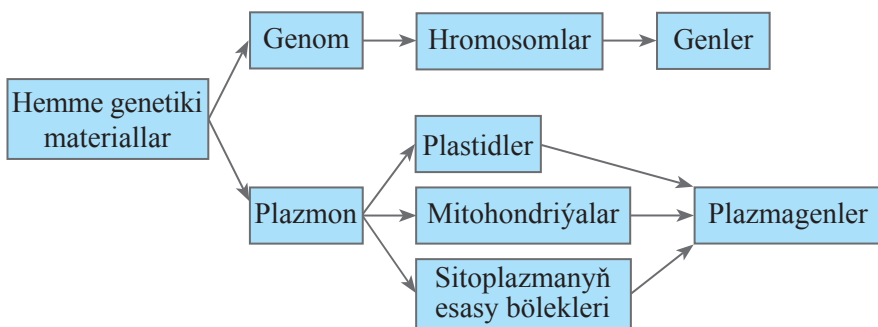 Genom
Hromosomlar
Genler
Hemme genetiki
materiallar
Plastidler
Plazmon
Mitohondriýalar
Plazmagenler
Sitoplazmanyň
esasy bölekleri